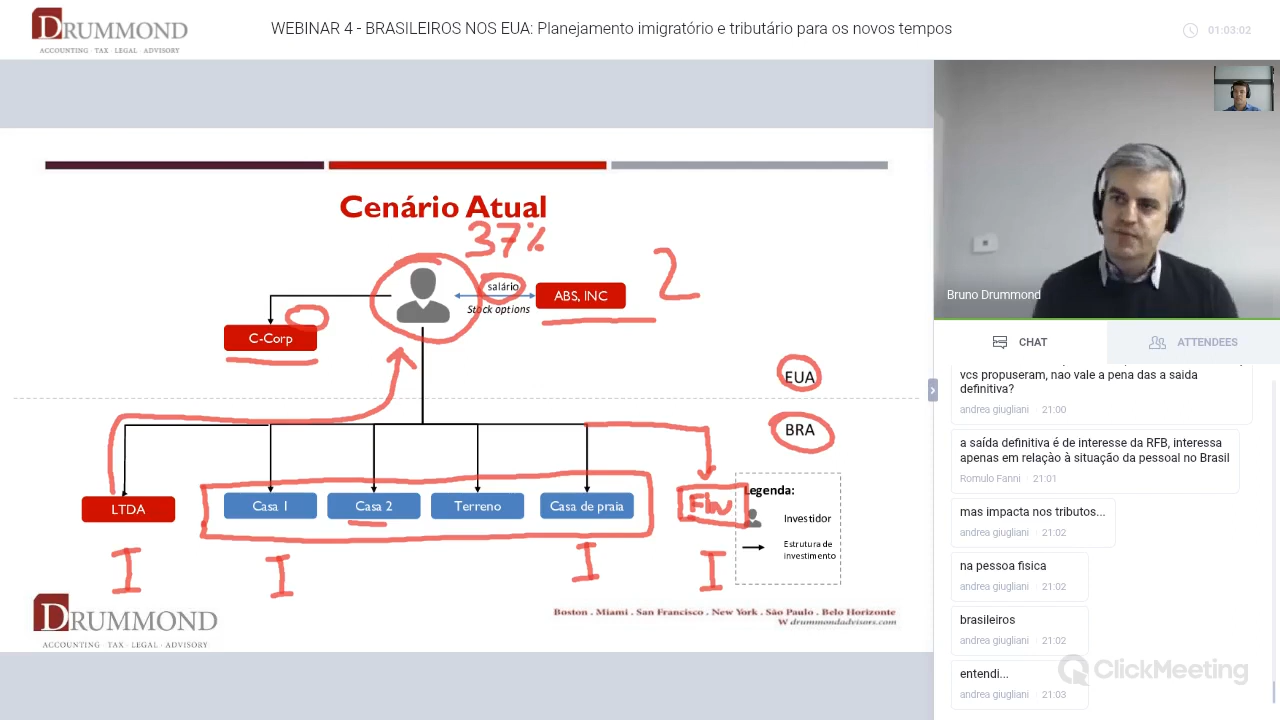 DRUMMOND
ACCOUNTING TAX LEGAL ADVISORY
WEBINAR 4 - BRASILEIROS NOS EUA: Planejamento imigratório e tributário para os novos tempos
01:03:02
Cenário Atual
37%
salário
Stock options
ABS, INC
2
C-Corp
EUA
BRA
LTDA
Casa 1
Casa 2
Terreno
Casa de praia
Legenda:
Investidor
Estrutura de
investimento
I
I
I
I
DRUMMOND
ACCOUNTING TAX · LEGAL · ADVISORY
Boston . Miami . San Francisco . New York . São Paulo . Belo Horizonte
W drummondadvisors.com
Bruno Drummond
CHAT
ATTENDEES
vcs propuseram, não vale a pena das a saida
definitiva?
andrea giugliani · 21:00
a saída definitiva é de interesse da RFB, interessa
apenas em relação à situação da pessoal no Brasil
Romulo Fanni · 21:01
mas impacta nos tributos...
andrea giugliani · 21:02
na pessoa fisica
andrea giugliani · 21:02
brasileiros
andrea giugliani · 21:02
entendi...
andrea giugliani · 21:03
ClickMeeting